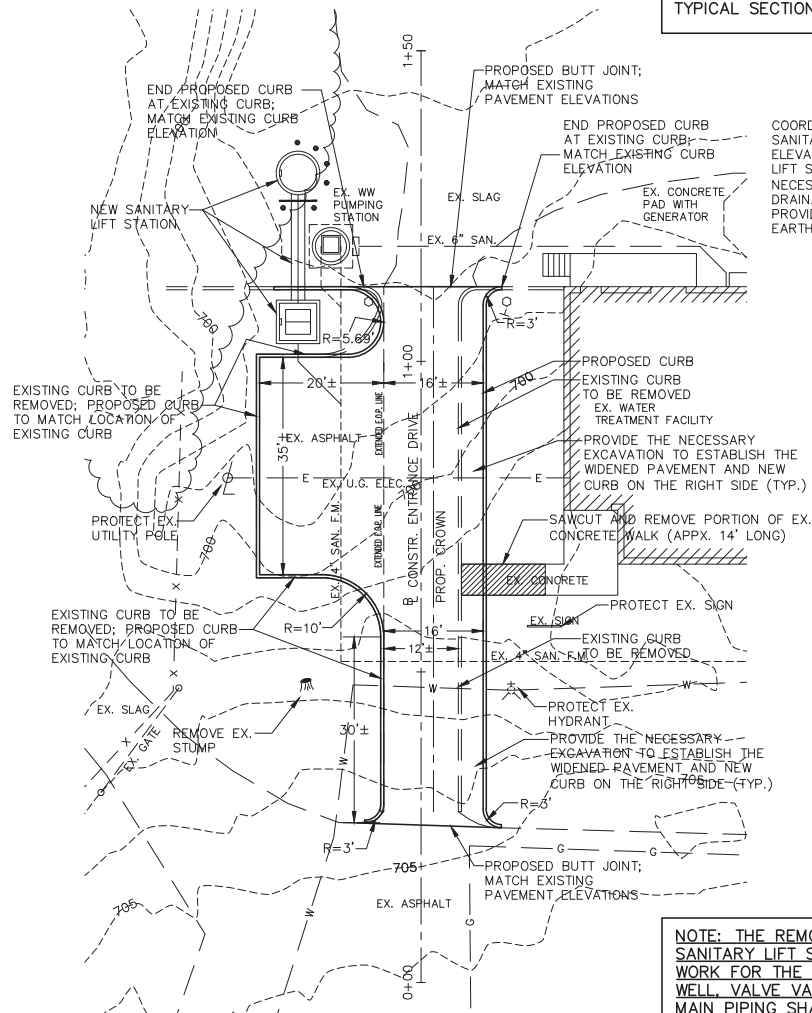 TYPICAL SECTION
1+50
PROPOSED BUTT JOINT;
MATCH EXISTING
PAVEMENT ELEVATIONS
END PROPOSED CURB
AT EXISTING CURB;
MATCH EXISTING CURB
ELEVATION
END PROPOSED CURB
AT EXISTING CURB;
MATCH EXISTING CURB
ELEVATION
COORD
SANITA
ELEVA
LIFT S
NECES
DRAIN
PROVID
EARTH
NEW SANITARY
LIFT STATION
EX. WW
PUMPING
STATION
EX. SLAG
EX. CONCRETE
PAD WITH
GENERATOR
EX. 6" SAN.
700
R=5.69'
R=3'
1+00
PROPOSED CURB
700
20'±
16'±
EXISTING CURB
TO BE REMOVED
EX. WATER
TREATMENT FACILITY
EXISTING CURB TO BE
REMOVED; PROPOSED CURB
TO MATCH LOCATION OF
EXISTING CURB
EX. ASPHALT
35'
EXTENDED E.O.P. LINE
EXTENDED E.O.P. LINE
B L CONSTR. ENTRANCE DRIVE
PROP. CROWN
EX. 4" SAN. F.M.
PROVIDE THE NECESSARY
EXCAVATION TO ESTABLISH THE
WIDENED PAVEMENT AND NEW
CURB ON THE RIGHT SIDE (TYP.)
E
EX. U.G. ELEC.
E
PROTECT EX.
UTILITY POLE
X
X
X
700
SAWCUT AND REMOVE PORTION OF EX.
CONCRETE WALK (APPX. 14' LONG)
EX. CONCRETE
PROTECT EX. SIGN
EX. SIGN
EXISTING CURB TO BE
REMOVED; PROPOSED CURB
TO MATCH LOCATION OF
EXISTING CURB
R=10'
16'
12'±
EXISTING CURB
TO BE REMOVED
EX. 4" SAN. F.M.
W
W
EX. SLAG
X
EX. GATE
REMOVE EX.
STUMP
30'±
W
PROTECT EX.
HYDRANT
PROVIDE THE NECESSARY
EXCAVATION TO ESTABLISH THE
WIDENED PAVEMENT AND NEW
CURB ON THE RIGHT SIDE (TYP.)
705
R=3'
R=3'
G
G
705
PROPOSED BUTT JOINT;
MATCH EXISTING
PAVEMENT ELEVATIONS
705
EX. ASPHALT
W
G
0+00
NOTE: THE REMO
SANITARY LIFT S
WORK FOR THE
WELL, VALVE VA
MAIN PIPING SHA